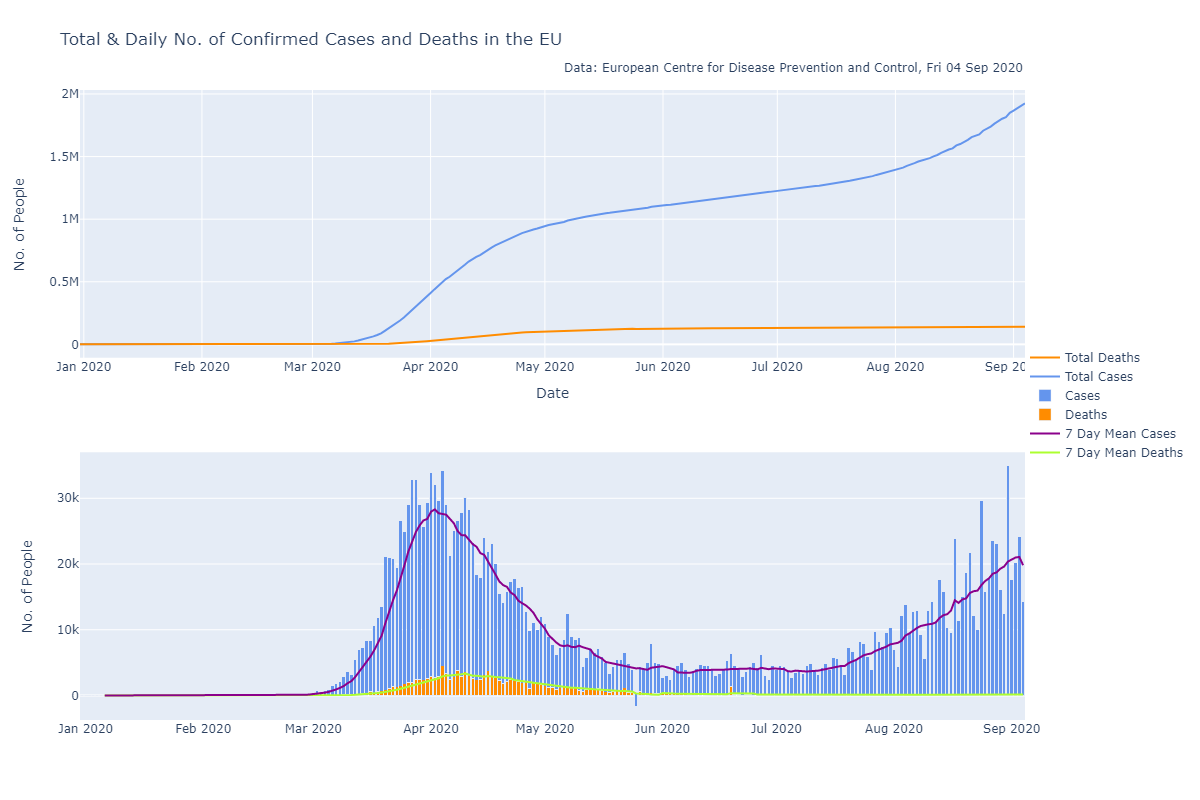 Total & Daily No. of Confirmed Cases and Deaths in the EU
Data: European Centre for Disease Prevention and Control, Fri 04 Sep 2020
2M
1.5M
1M
0.5M
0
No. of People
Jan 2020 Feb 2020 Mar 2020 Apr 2020 May 2020 Jun 2020 Jul 2020 Aug 2020 Sep 20
Date
Total Deaths
Total Cases
Cases
Deaths
7 Day Mean Cases
7 Day Mean Deaths
30k
20k
10k
0
No. of People
Jan 2020 Feb 2020 Mar 2020 Apr 2020 May 2020 Jun 2020 Jul 2020 Aug 2020 Sep 2020